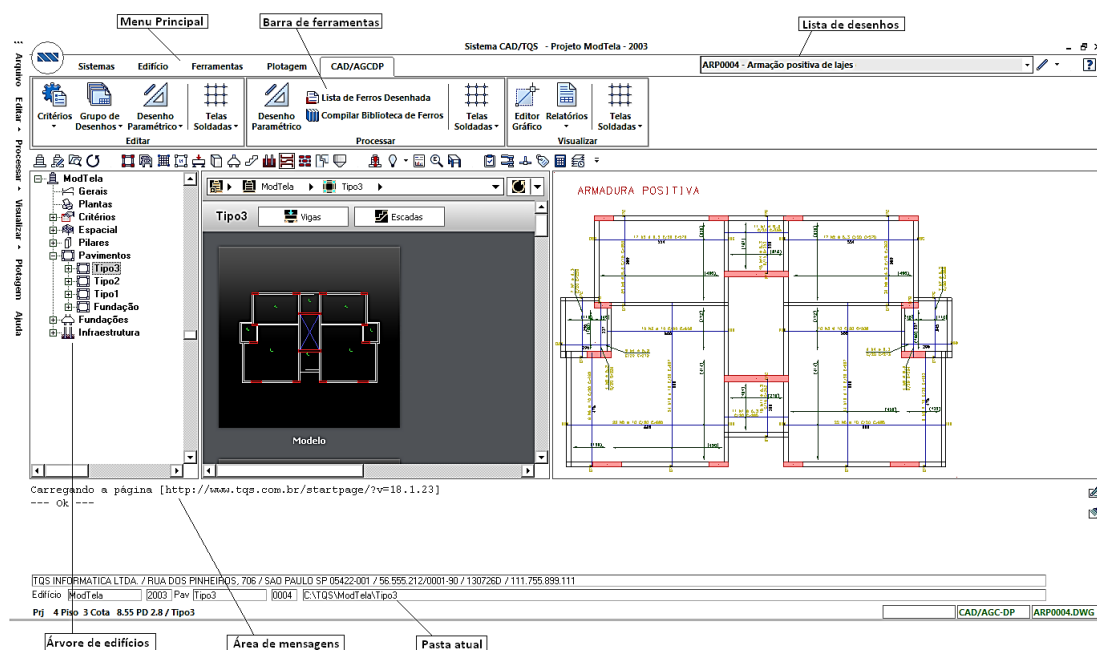 Menu Principal
Barra de ferramentas
Lista de desenhos
Sistema CAD/TQS - Projeto ModTela - 2003
Sistemas Edifício Ferramentas Plotagem CAD/AGCDP
ARP0004 - Armação positiva de lajes
Arquivo Editar Processar Visualizar Plotagem Ajuda
Critérios Grupo de Desenhos Desenho Paramétrico Telas Soldadas
Editar
Desenho Paramétrico Lista de Ferros Desenhada Telas Soldadas
Compilar Biblioteca de Ferros
Processar
Editor Gráfico Relatórios Telas Soldadas
Visualizar
ModTela
Gerais
Plantas
Critérios
Espacial
Pilares
Pavimentos
Tipo3
Tipo2
Tipo1
Fundação
Fundações
Infraestrutura
ModTela Tipo3
Tipo3 Vigas Escadas
Modelo
ARMADURA POSITIVA
Carregando a página [http://www.tqs.com.br/startpage/?v=18.1.23]
--- Ok ---
TQS INFORMATICA LTDA. / RUA DOS PINHEIROS, 706 / SAO PAULO SP 05422-001 / 56.555.212/0001-90 / 130726D / 111.755.899.111
Edifício ModTela 2003 Pav Tipo3 0004 C:\TQS\ModTela\Tipo3
Prj 4 Piso 3 Cota 8.55 PD 2.8 / Tipo3
CAD/AGC-DP ARP0004.DWG
Árvore de edifícios
Área de mensagens
Pasta atual